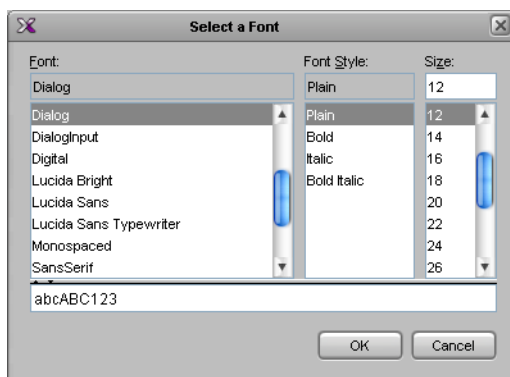 Select a Font
Font: Font Style: Size:
Dialog Plain 12
Dialog Plain 12
DialogInput Bold 14
Digital Italic 16
Lucida Bright Bold Italic 18
Lucida Sans 20
Lucida Sans Typewriter 22
Monospaced 24
SansSerif 26
abcABC123
OK Cancel